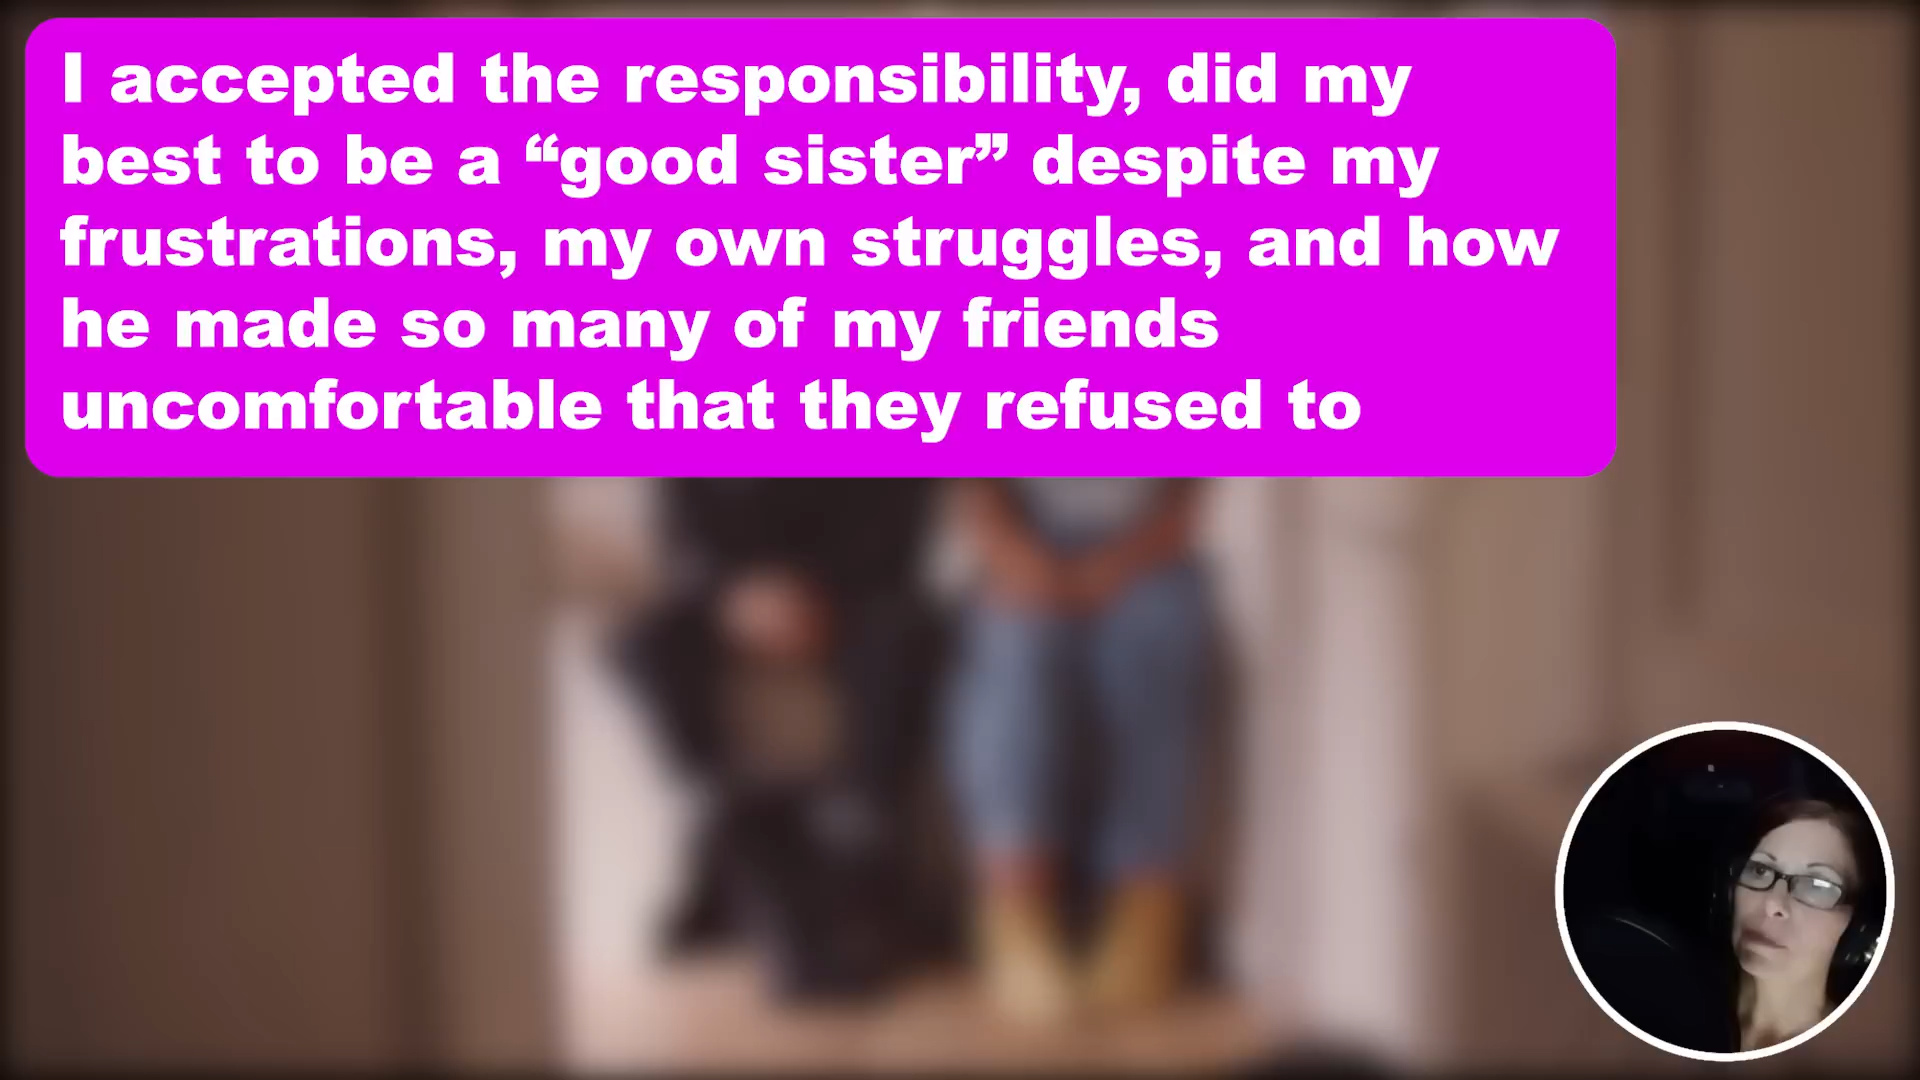 I accepted the responsibility, did my
best to be a “good sister” despite my
frustrations, my own struggles, and how
he made so many of my friends
uncomfortable that they refused to